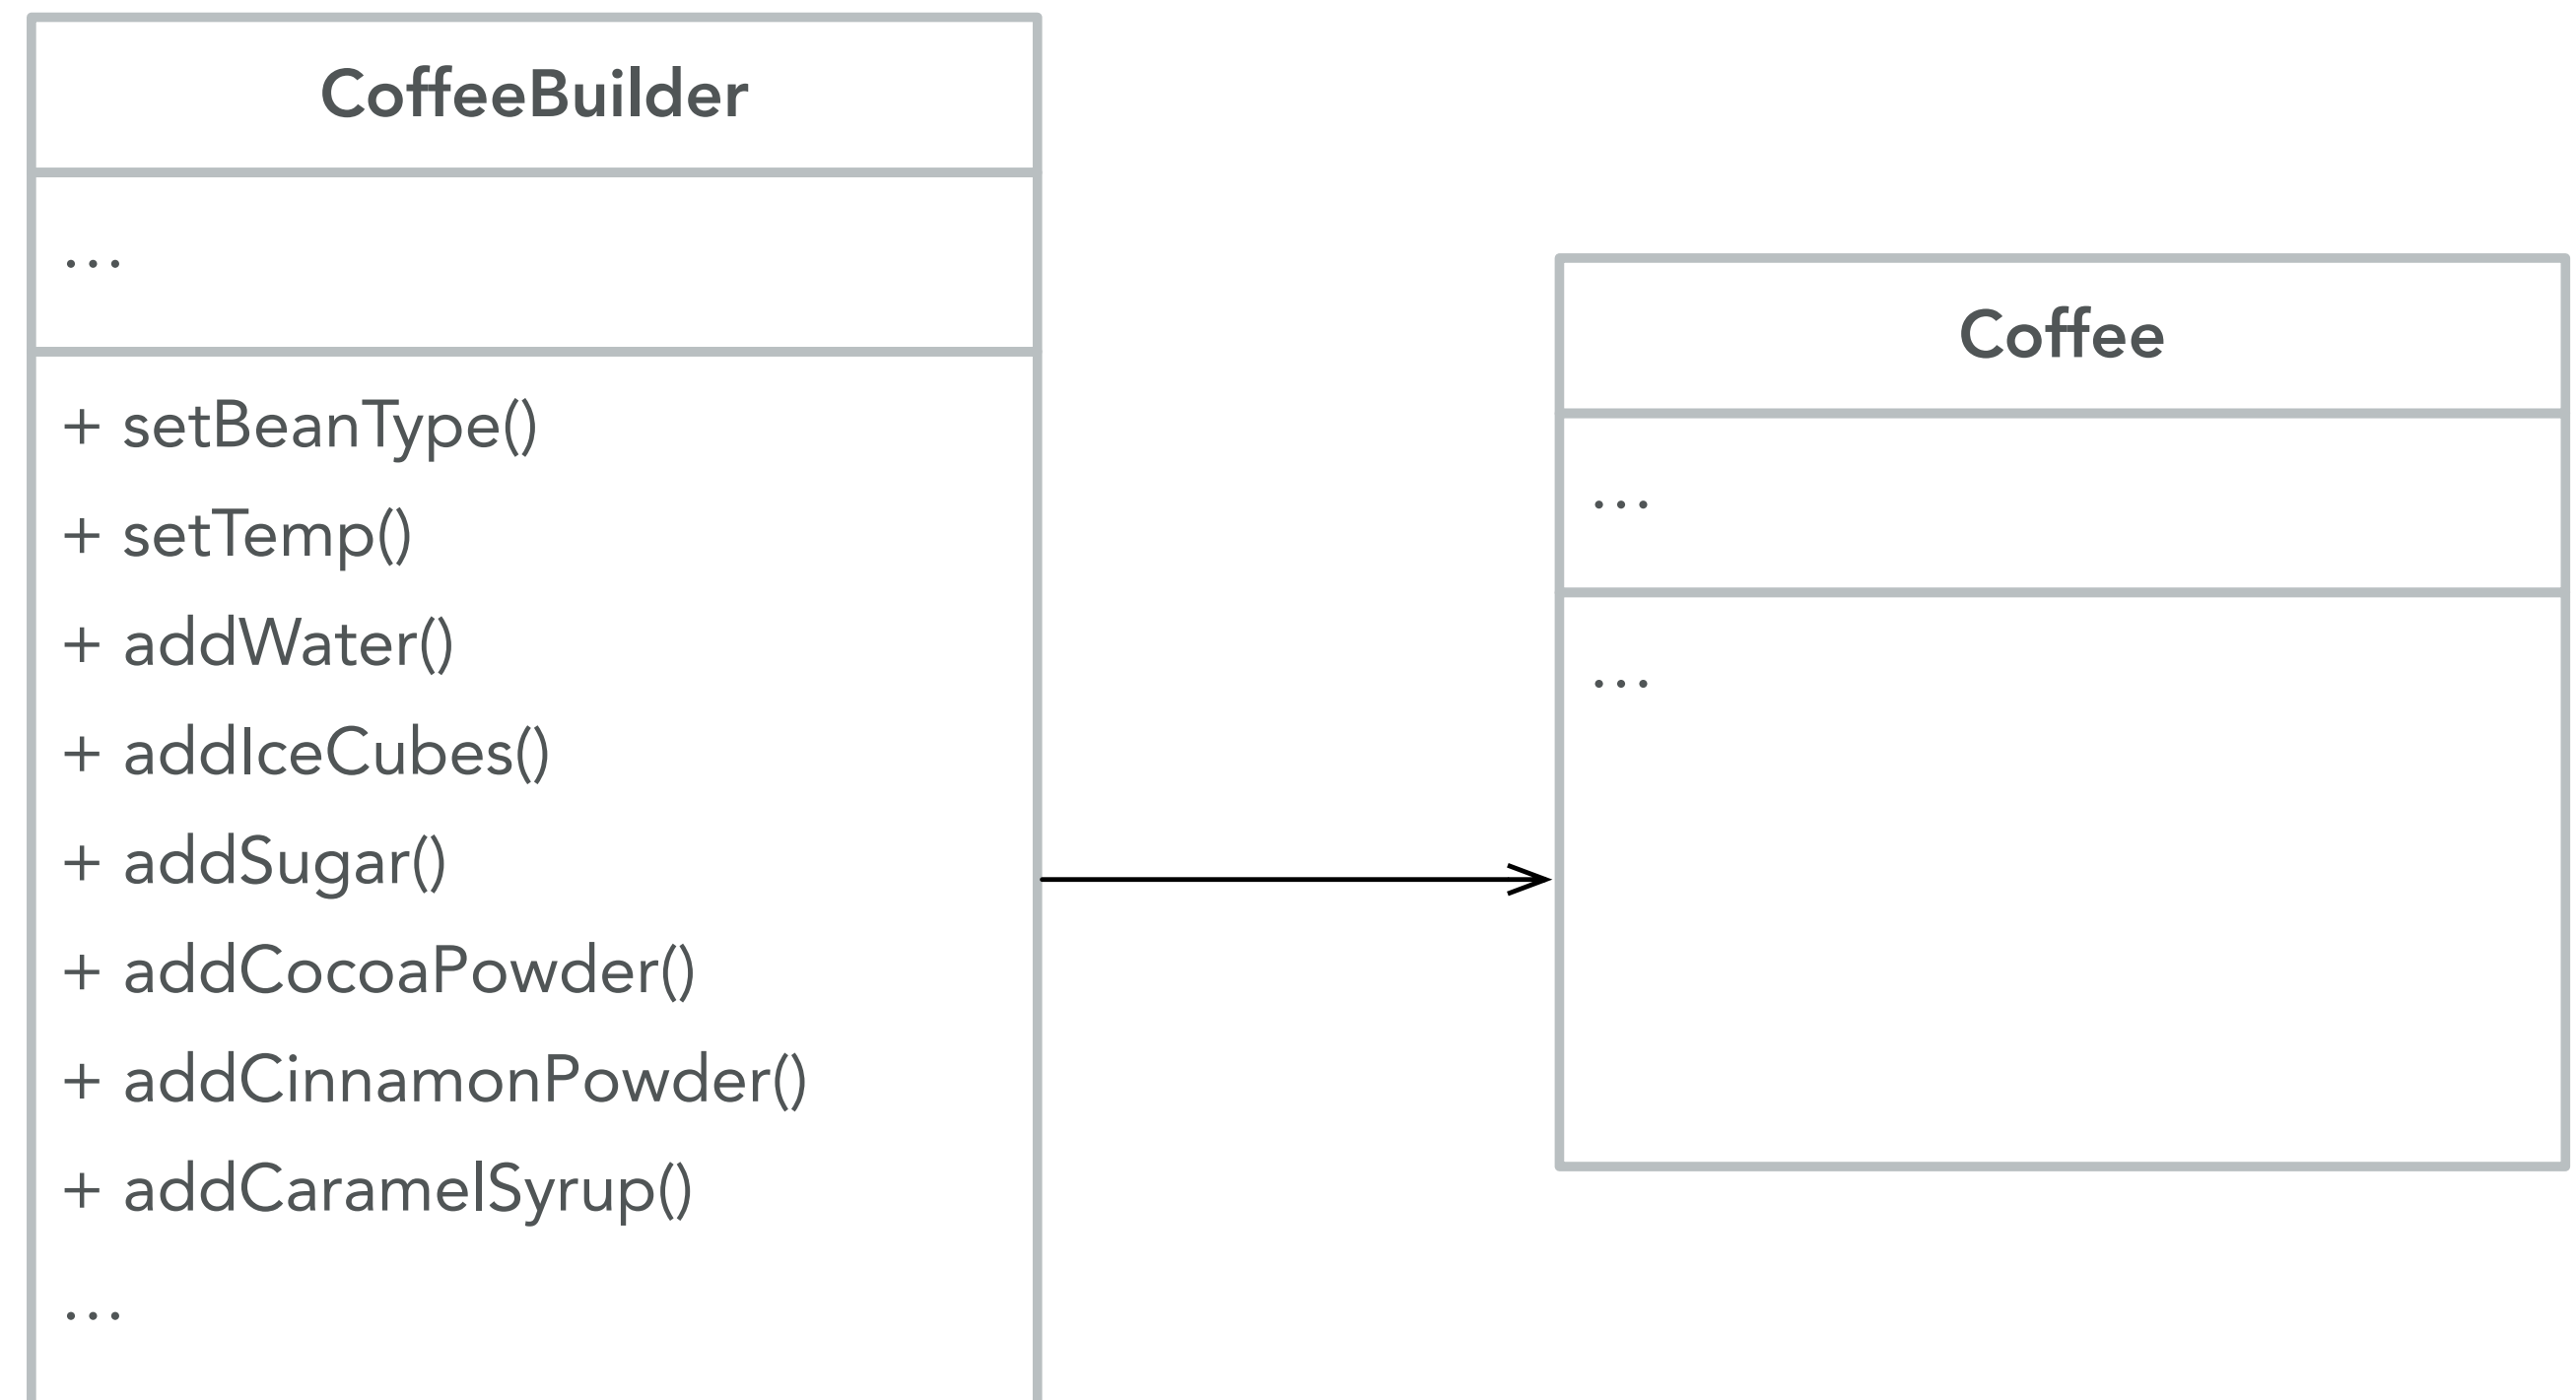 CoffeeBuilder
...
+ setBeanType()
+ setTemp()
+ addWater()
+ addIceCubes()
+ addSugar()
+ addCocoaPowder()
+ addCinnamonPowder()
+ addCaramelSyrup()
...
Coffee
...
...